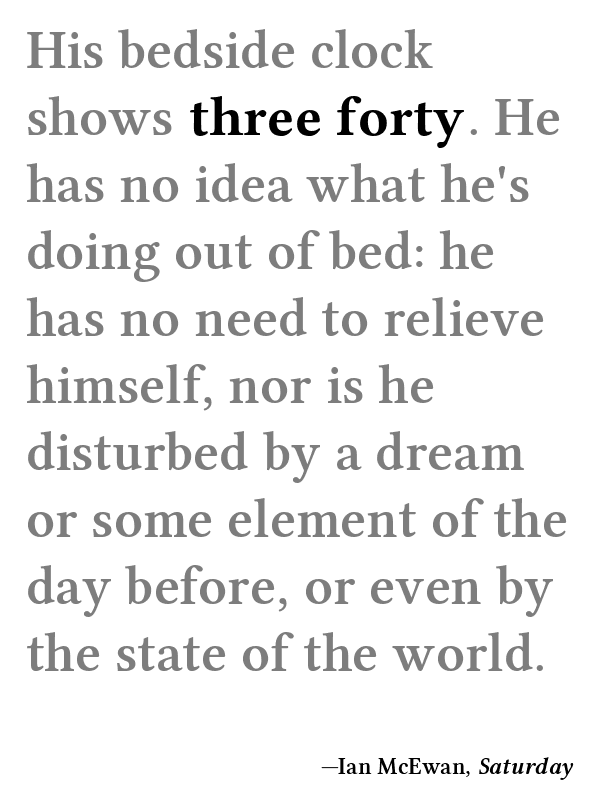 His bedside clock
shows three forty. He
has no idea what he's
doing out of bed: he
has no need to relieve
himself, nor is he
disturbed by a dream
or some element of the
day before, or even by
the state of the world.
—Ian McEwan, Saturday